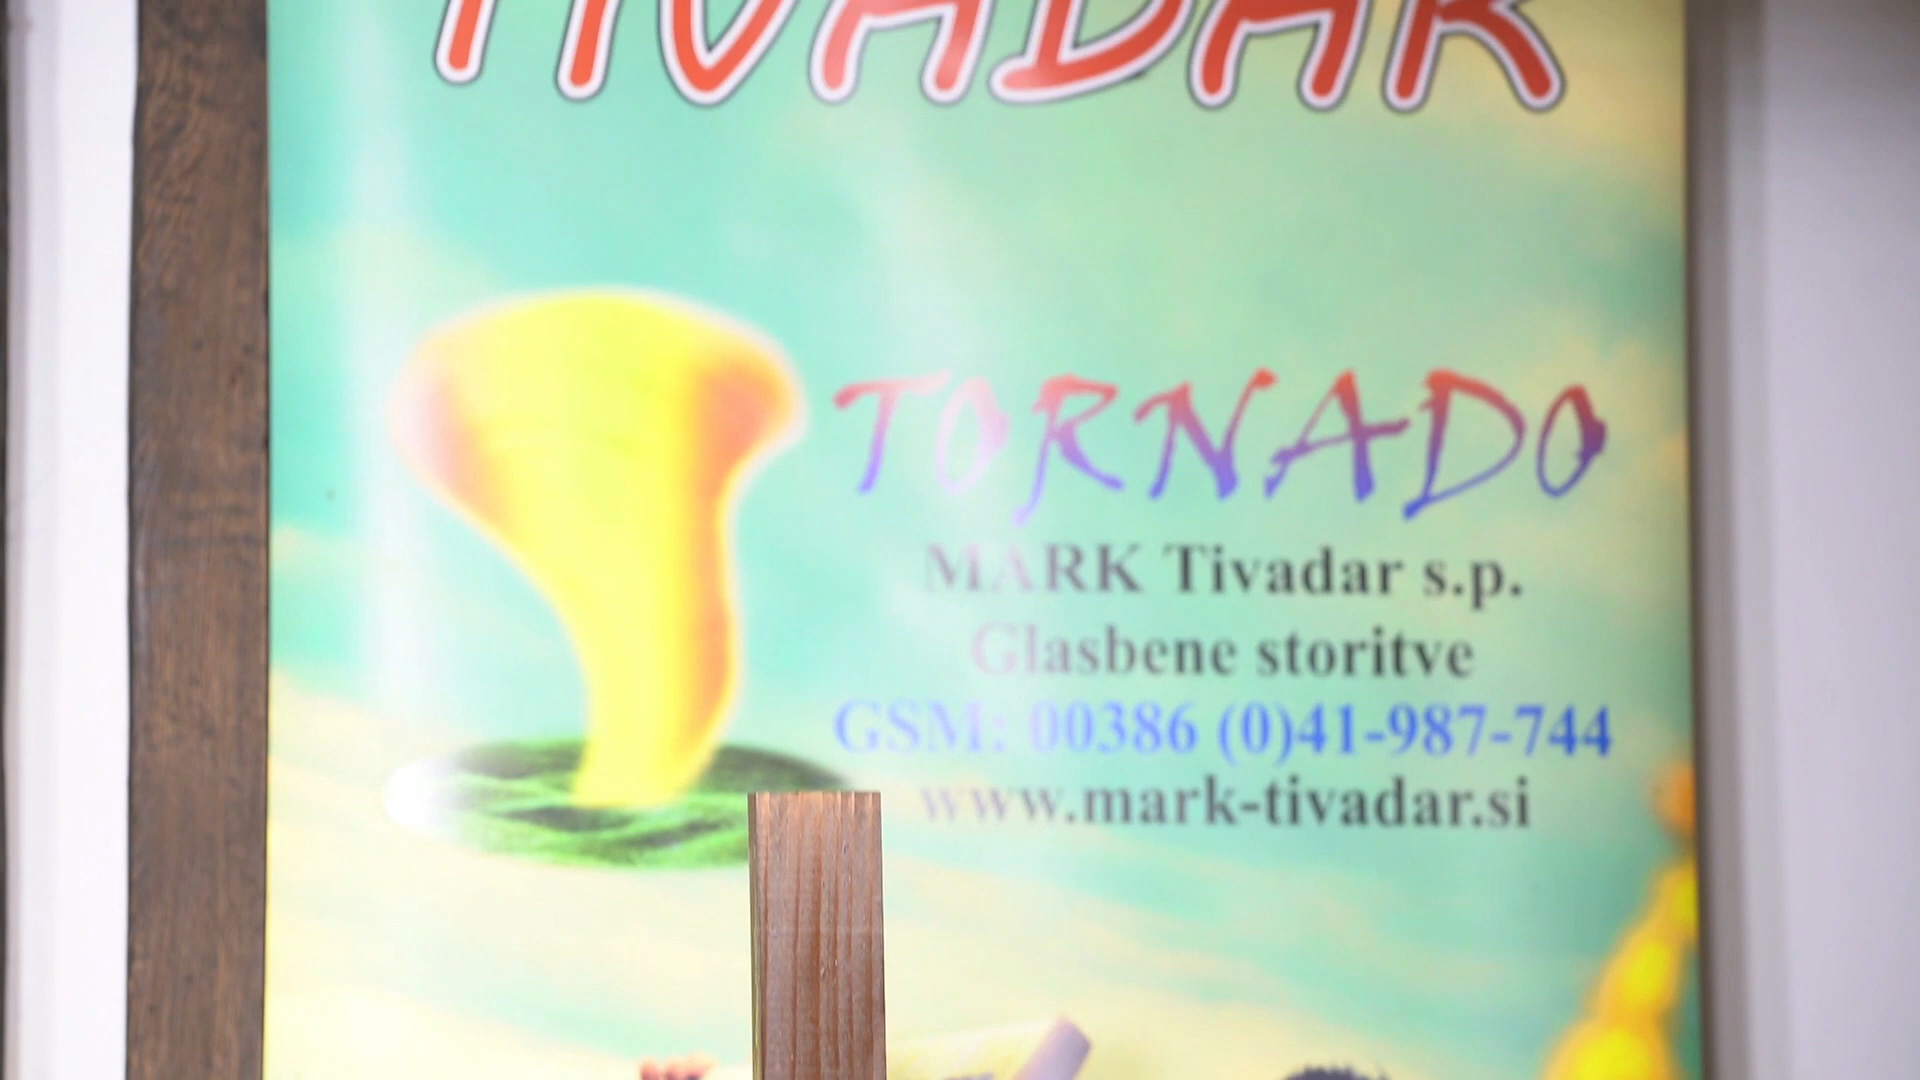 TIVADAR
TORNADO
MARK Tivadar s.p.
Glasbene storitve
GSM: 00386 (0)41-987-744
www.mark-tivadar.si